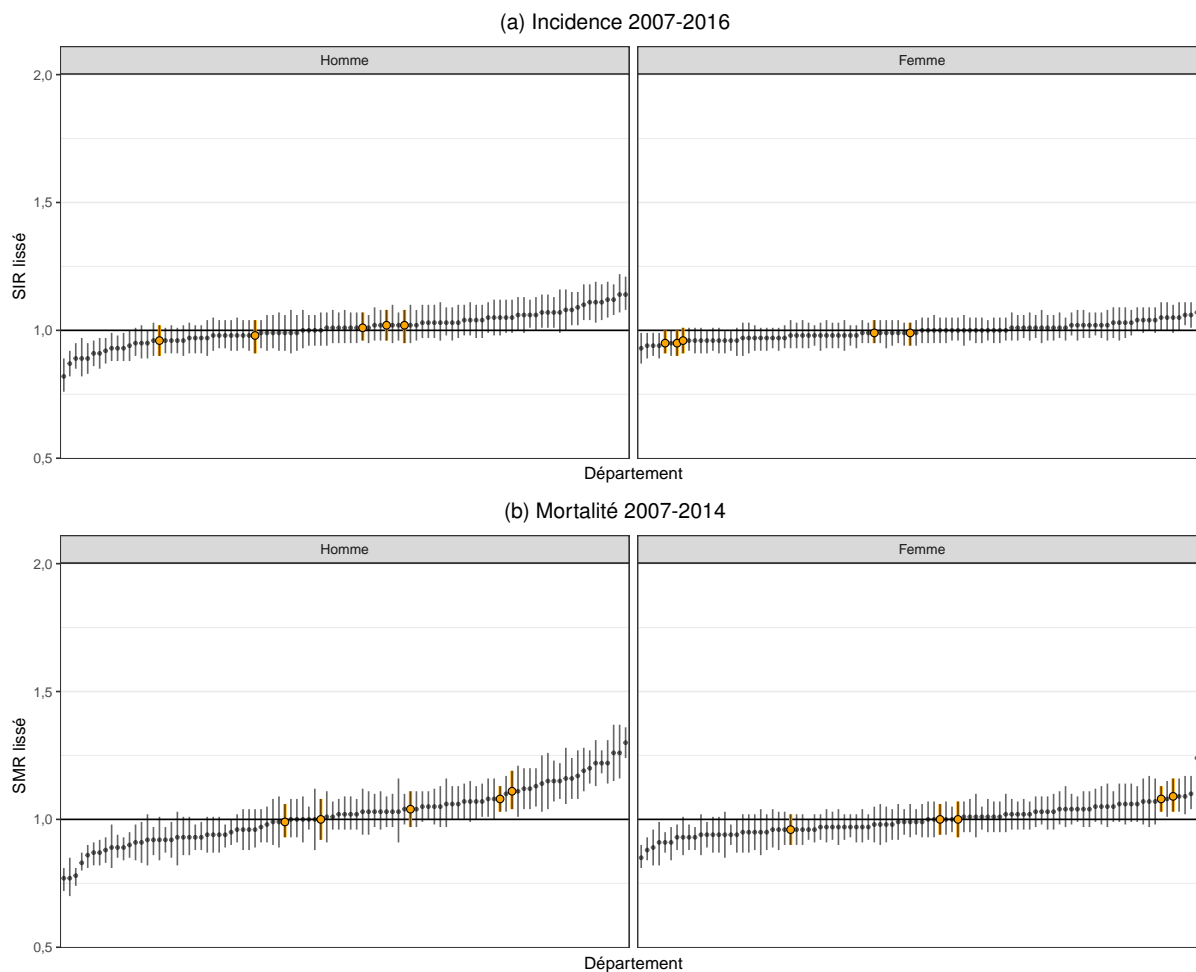 (a) Incidence 2007-2016
Homme
Femme
2,0
1,5
1,0
0,5
SIR lissé
Département
(b) Mortalité 2007-2014
Homme
Femme
2,0
1,5
1,0
0,5
SMR lissé
Département